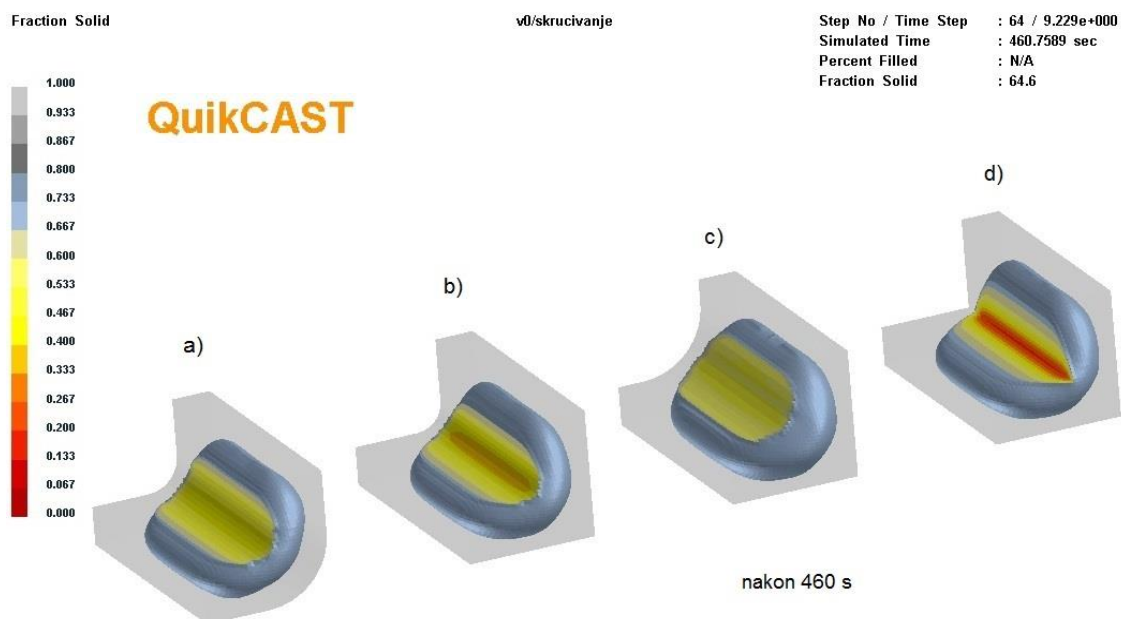 Fraction Solid
v0/skrucivanje
Step No / Time Step : 64 / 9.229e+000
Simulated Time : 460.7589 sec
Percent Filled : N/A
Fraction Solid : 64.6
1.000
0.933
0.867
0.800
0.733
0.667
0.600
0.533
0.467
0.400
0.333
0.267
0.200
0.133
0.067
0.000
QuikCAST
a)
b)
c)
d)
nakon 460 s